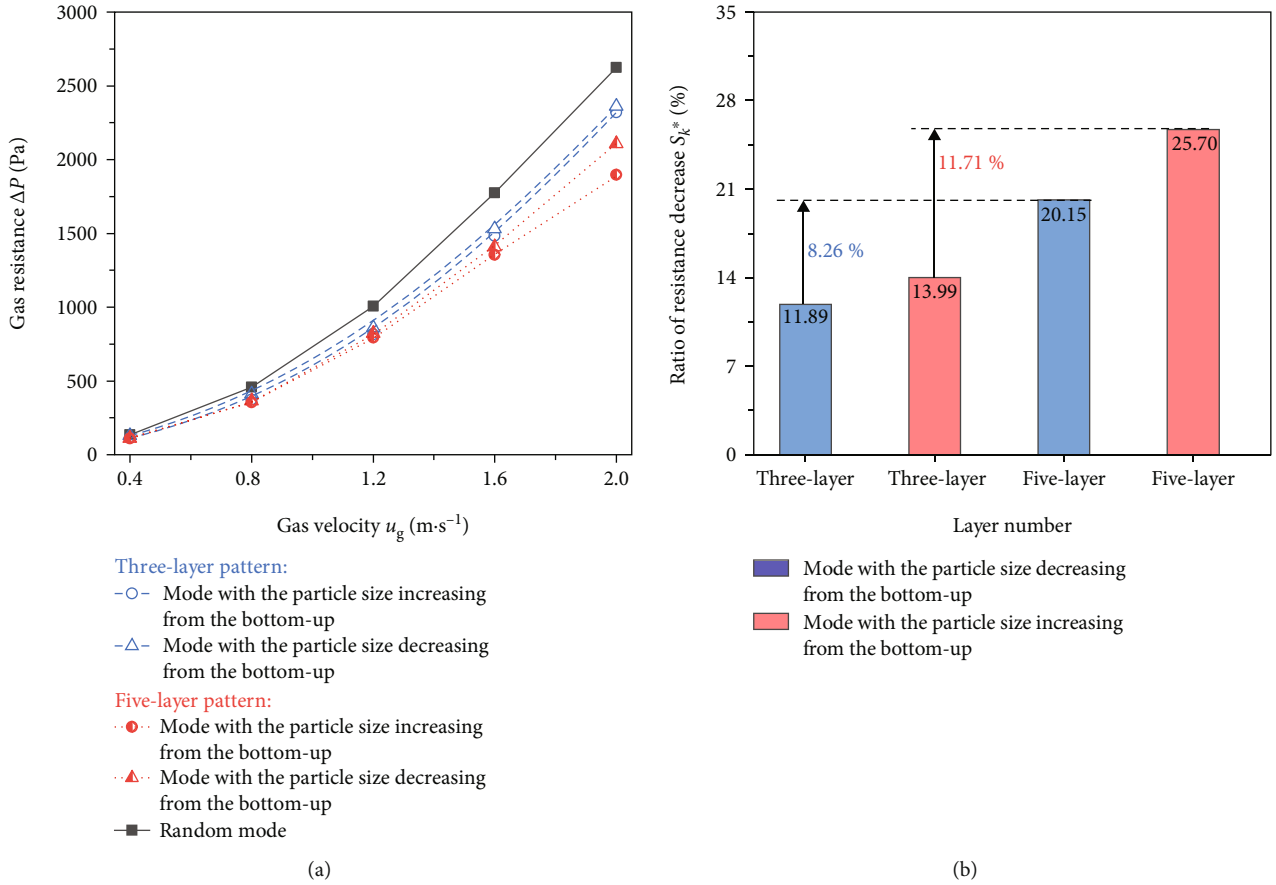 3000
2500
2000
1500
1000
500
0
Gas resistance ΔP (Pa)
0.4 0.8 1.2 1.6 2.0
Gas velocity u_g (m·s⁻¹)
Three-layer pattern:
Mode with the particle size increasing
from the bottom-up
Mode with the particle size decreasing
from the bottom-up
Five-layer pattern:
Mode with the particle size increasing
from the bottom-up
Mode with the particle size decreasing
from the bottom-up
Random mode
(a)
35
28
21
14
7
0
Ratio of resistance decrease S_k* (%)
11.71 %
25.70
8.26 %
20.15
11.89
13.99
Three-layer Three-layer Five-layer Five-layer
Layer number
Mode with the particle size decreasing
from the bottom-up
Mode with the particle size increasing
from the bottom-up
(b)